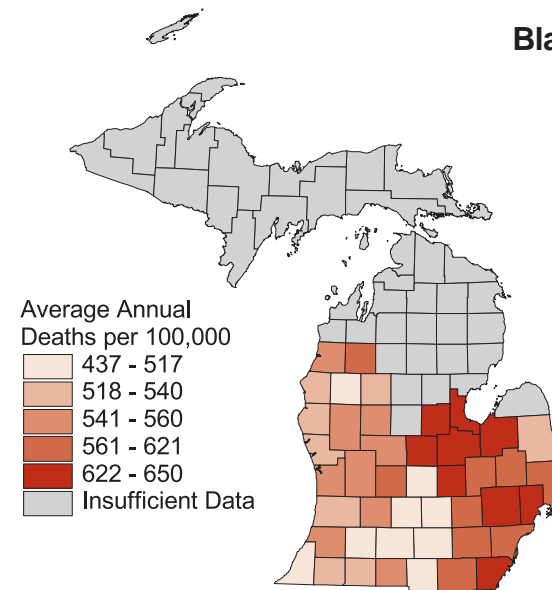 Bla
Average Annual
Deaths per 100,000
437 - 517
518 - 540
541 - 560
561 - 621
622 - 650
Insufficient Data